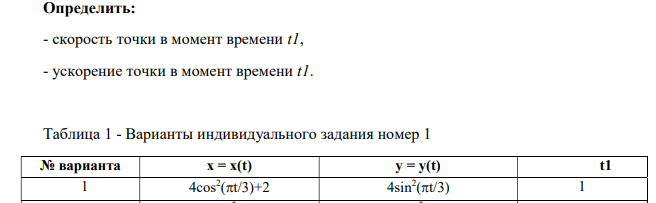 Определить:
- скорость точки в момент времени t1,
- ускорение точки в момент времени t1.
Таблица 1 - Варианты индивидуального задания номер 1
№ варианта x = x(t) y = y(t) t1
1 4cos²(πt/3)+2 4sin²(πt/3) 1